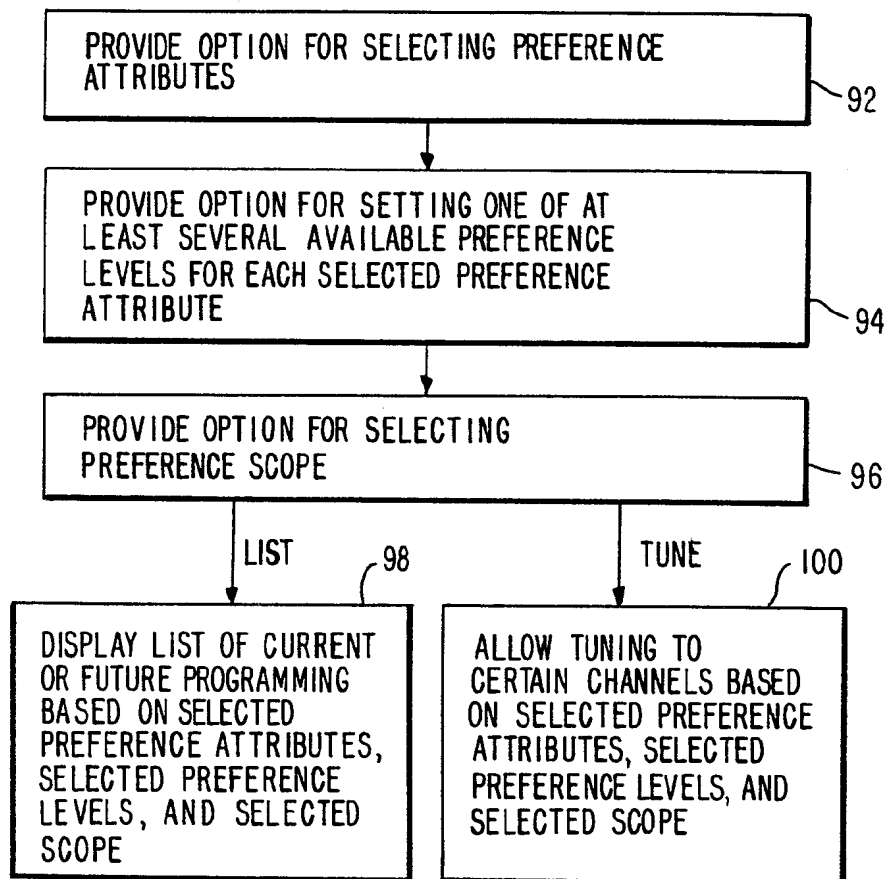 PROVIDE OPTION FOR SELECTING PREFERENCE
ATTRIBUTES
92
PROVIDE OPTION FOR SETTING ONE OF AT
LEAST SEVERAL AVAILABLE PREFERENCE
LEVELS FOR EACH SELECTED PREFERENCE
ATTRIBUTE
94
PROVIDE OPTION FOR SELECTING
PREFERENCE SCOPE
96
LIST
98
DISPLAY LIST OF CURRENT
OR FUTURE PROGRAMMING
BASED ON SELECTED
PREFERENCE ATTRIBUTES,
SELECTED PREFERENCE
LEVELS, AND SELECTED
SCOPE
TUNE
100
ALLOW TUNING TO
CERTAIN CHANNELS BASED
ON SELECTED PREFERENCE
ATTRIBUTES, SELECTED
PREFERENCE LEVELS, AND
SELECTED SCOPE